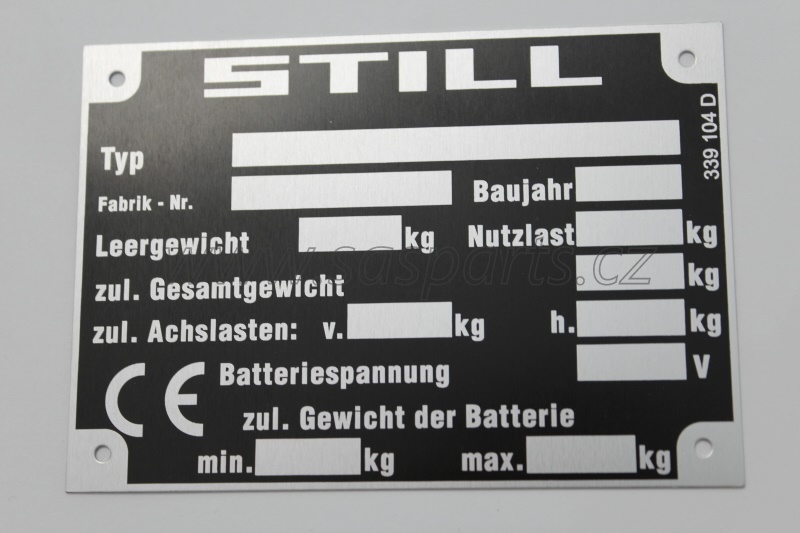 STILL
339 104 D
Typ
Fabrik - Nr. Baujahr
Leergewicht kg Nutzlast kg
www.sgsparts.cz
zul. Gesamtgewicht kg
zul. Achslasten: v. kg h. kg
CE Batteriespannung V
zul. Gewicht der Batterie
min. kg max. kg